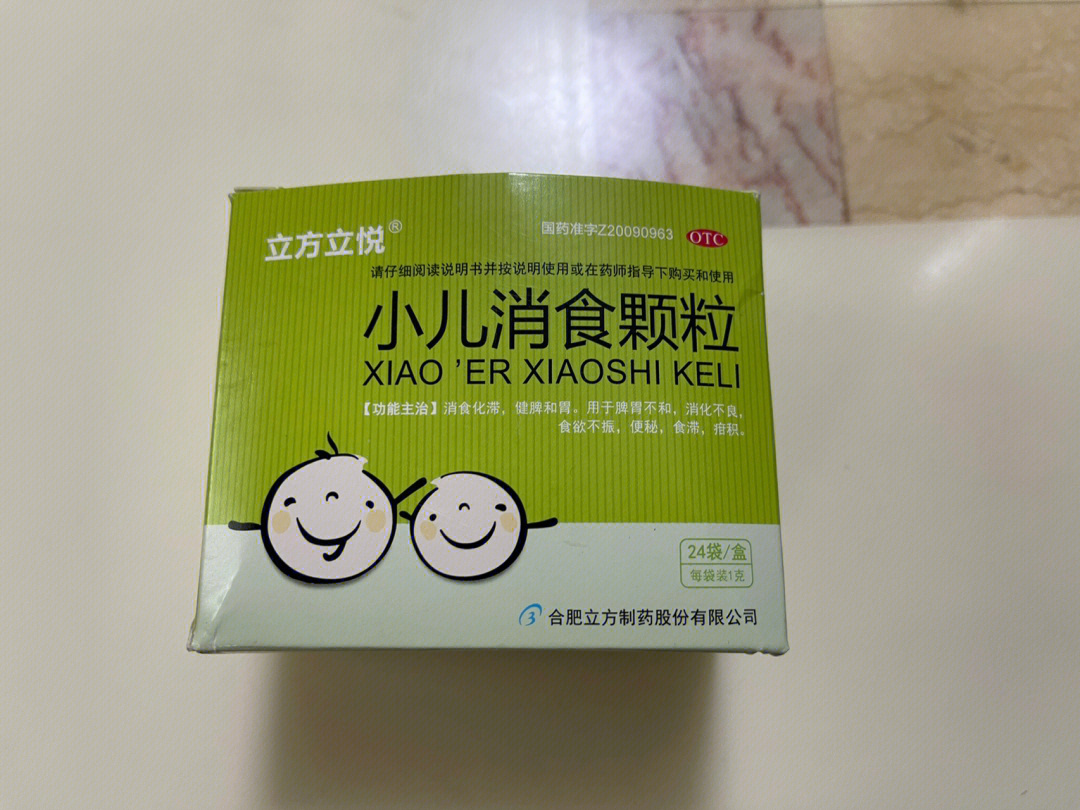 立方立悦®
国药准字Z20090963 OTC
请仔细阅读说明书并按说明使用或在药师指导下购买和使用
小儿消食颗粒
XIAO 'ER XIAOSHI KELI
【功能主治】消食化滞，健脾和胃。用于脾胃不和，消化不良，
食欲不振，便秘，食滞，疳积。
24袋/盒
每袋装1克
合肥立方制药股份有限公司